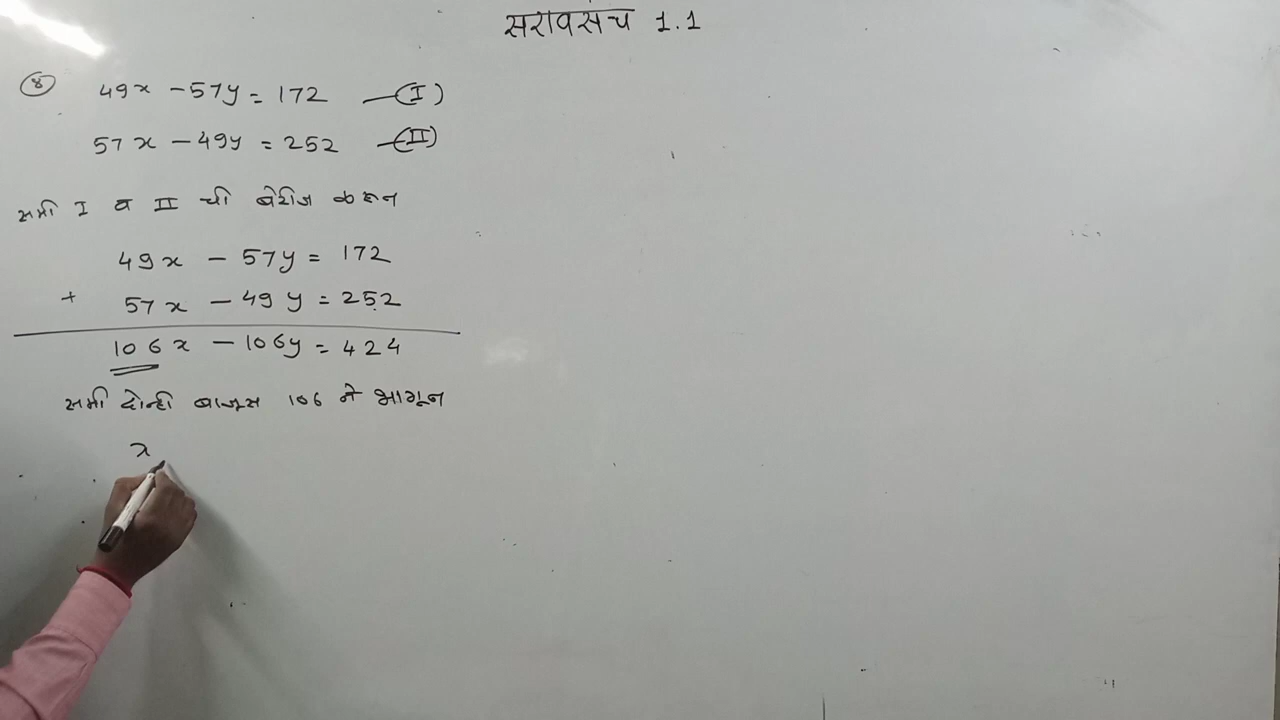 सरावसंच 1.1
(8) 49x - 57y = 172 —(I)
57x - 49y = 252 —(II)
समी I व II ची बेरीज करून
49x - 57y = 172
+ 57x - 49y = 252
106x - 106y = 424
समी दोन्ही बाजूस 106 ने भागून
x